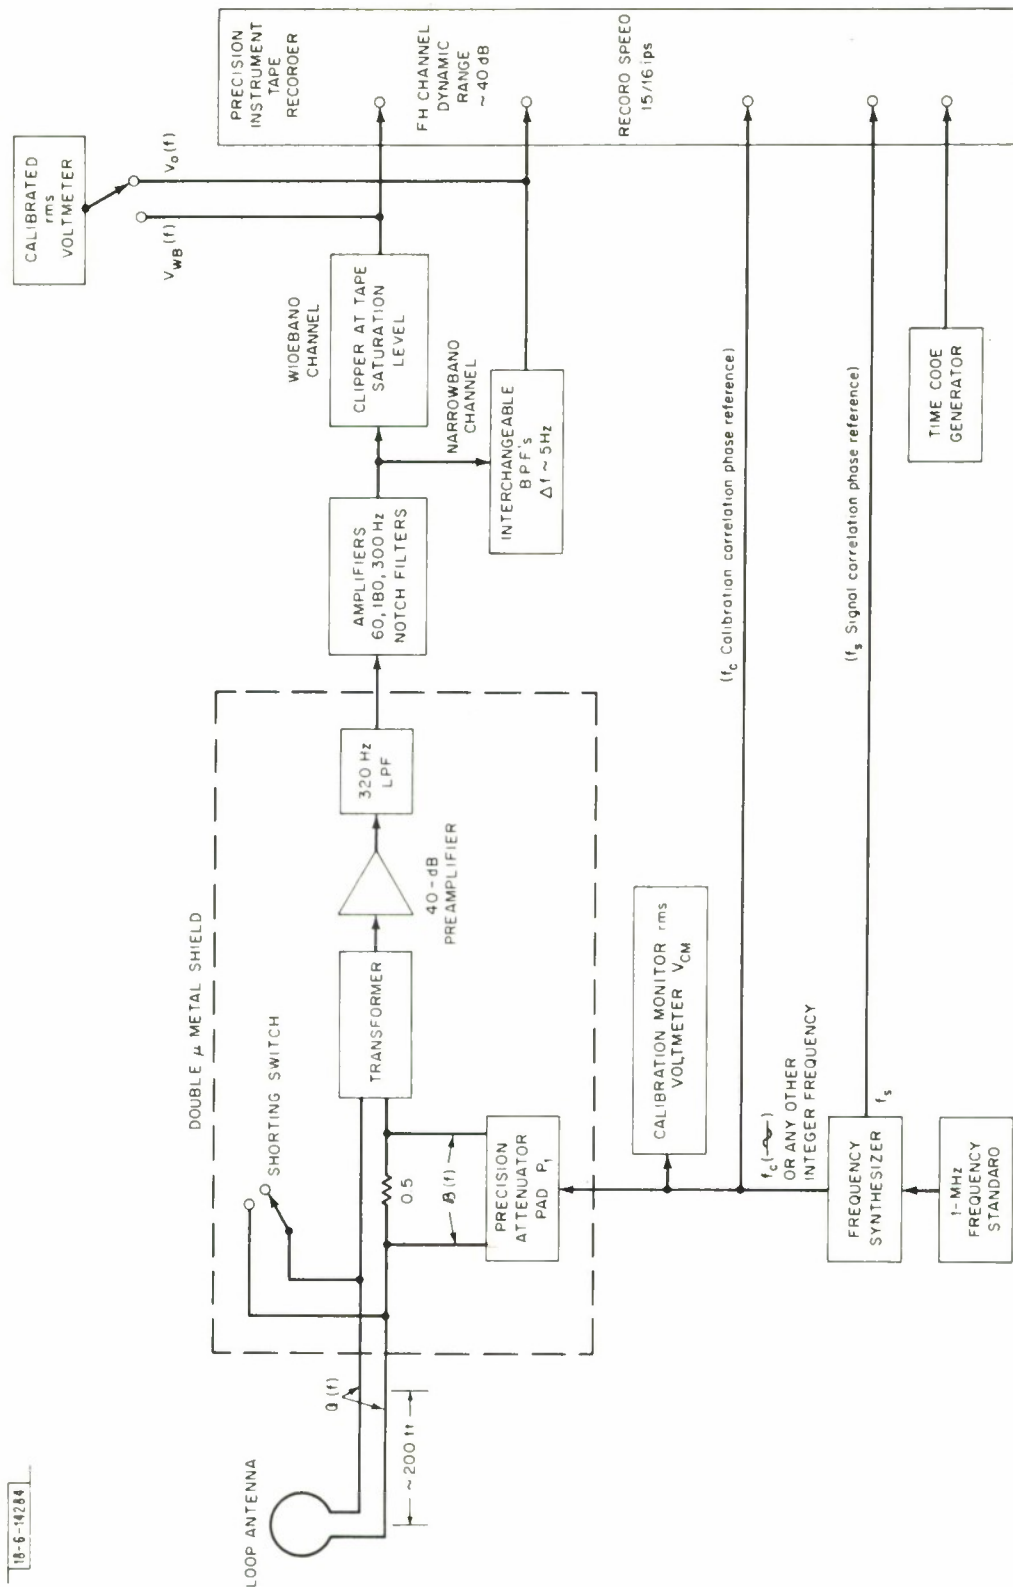 18-6-14284
LOOP ANTENNA
~200 ft
a(f)
DOUBLE μ METAL SHIELD
SHORTING SWITCH
0.5
B(f)
TRANSFORMER
40-dB
PREAMPLIFIER
320 Hz
LPF
PRECISION
ATTENUATOR
PAD P1
AMPLIFIERS
60, 180, 300 Hz
NOTCH FILTERS
WIDEBAND
CHANNEL
CLIPPER AT TAPE
SATURATION
LEVEL
NARROWBAND
CHANNEL
INTERCHANGEABLE
BPF's
Δf ~ 5Hz
CALIBRATED
rms
VOLTMETER
VWB(f)
Vo(f)
PRECISION
INSTRUMENT
TAPE
RECORDER
FH CHANNEL
DYNAMIC
RANGE
~ 40 dB
RECORD SPEED
15/16 ips
CALIBRATION MONITOR rms
VOLTMETER VCM
fc(~)
OR ANY OTHER
INTEGER FREQUENCY
(fc Calibration correlation phase reference)
fs
(fs Signal correlation phase reference)
FREQUENCY
SYNTHESIZER
1-MHz
FREQUENCY
STANDARD
TIME CODE
GENERATOR